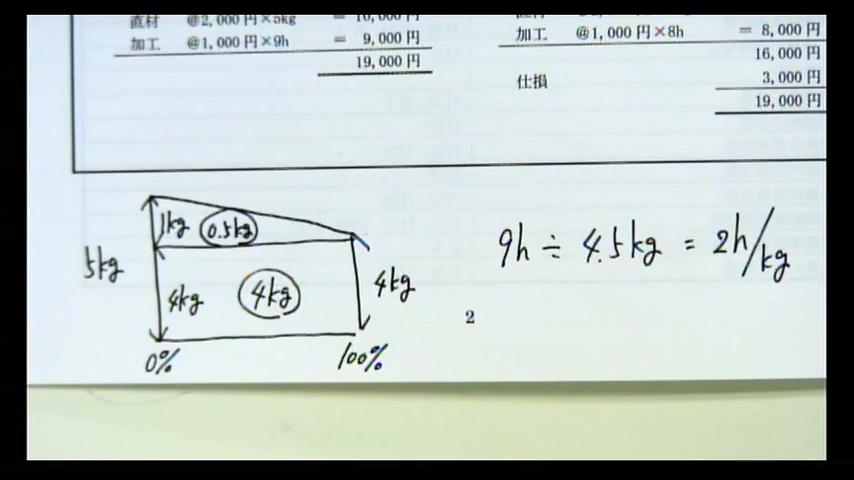 直材 @2,000円×5kg = 10,000円
加工 @1,000円×9h = 9,000円
19,000円
加工 @1,000円×8h = 8,000円
16,000円
仕損 3,000円
19,000円
1kg 0.5kg
5kg
4kg 4kg 4kg
0% 100%
9h ÷ 4.5kg = 2h/kg
2